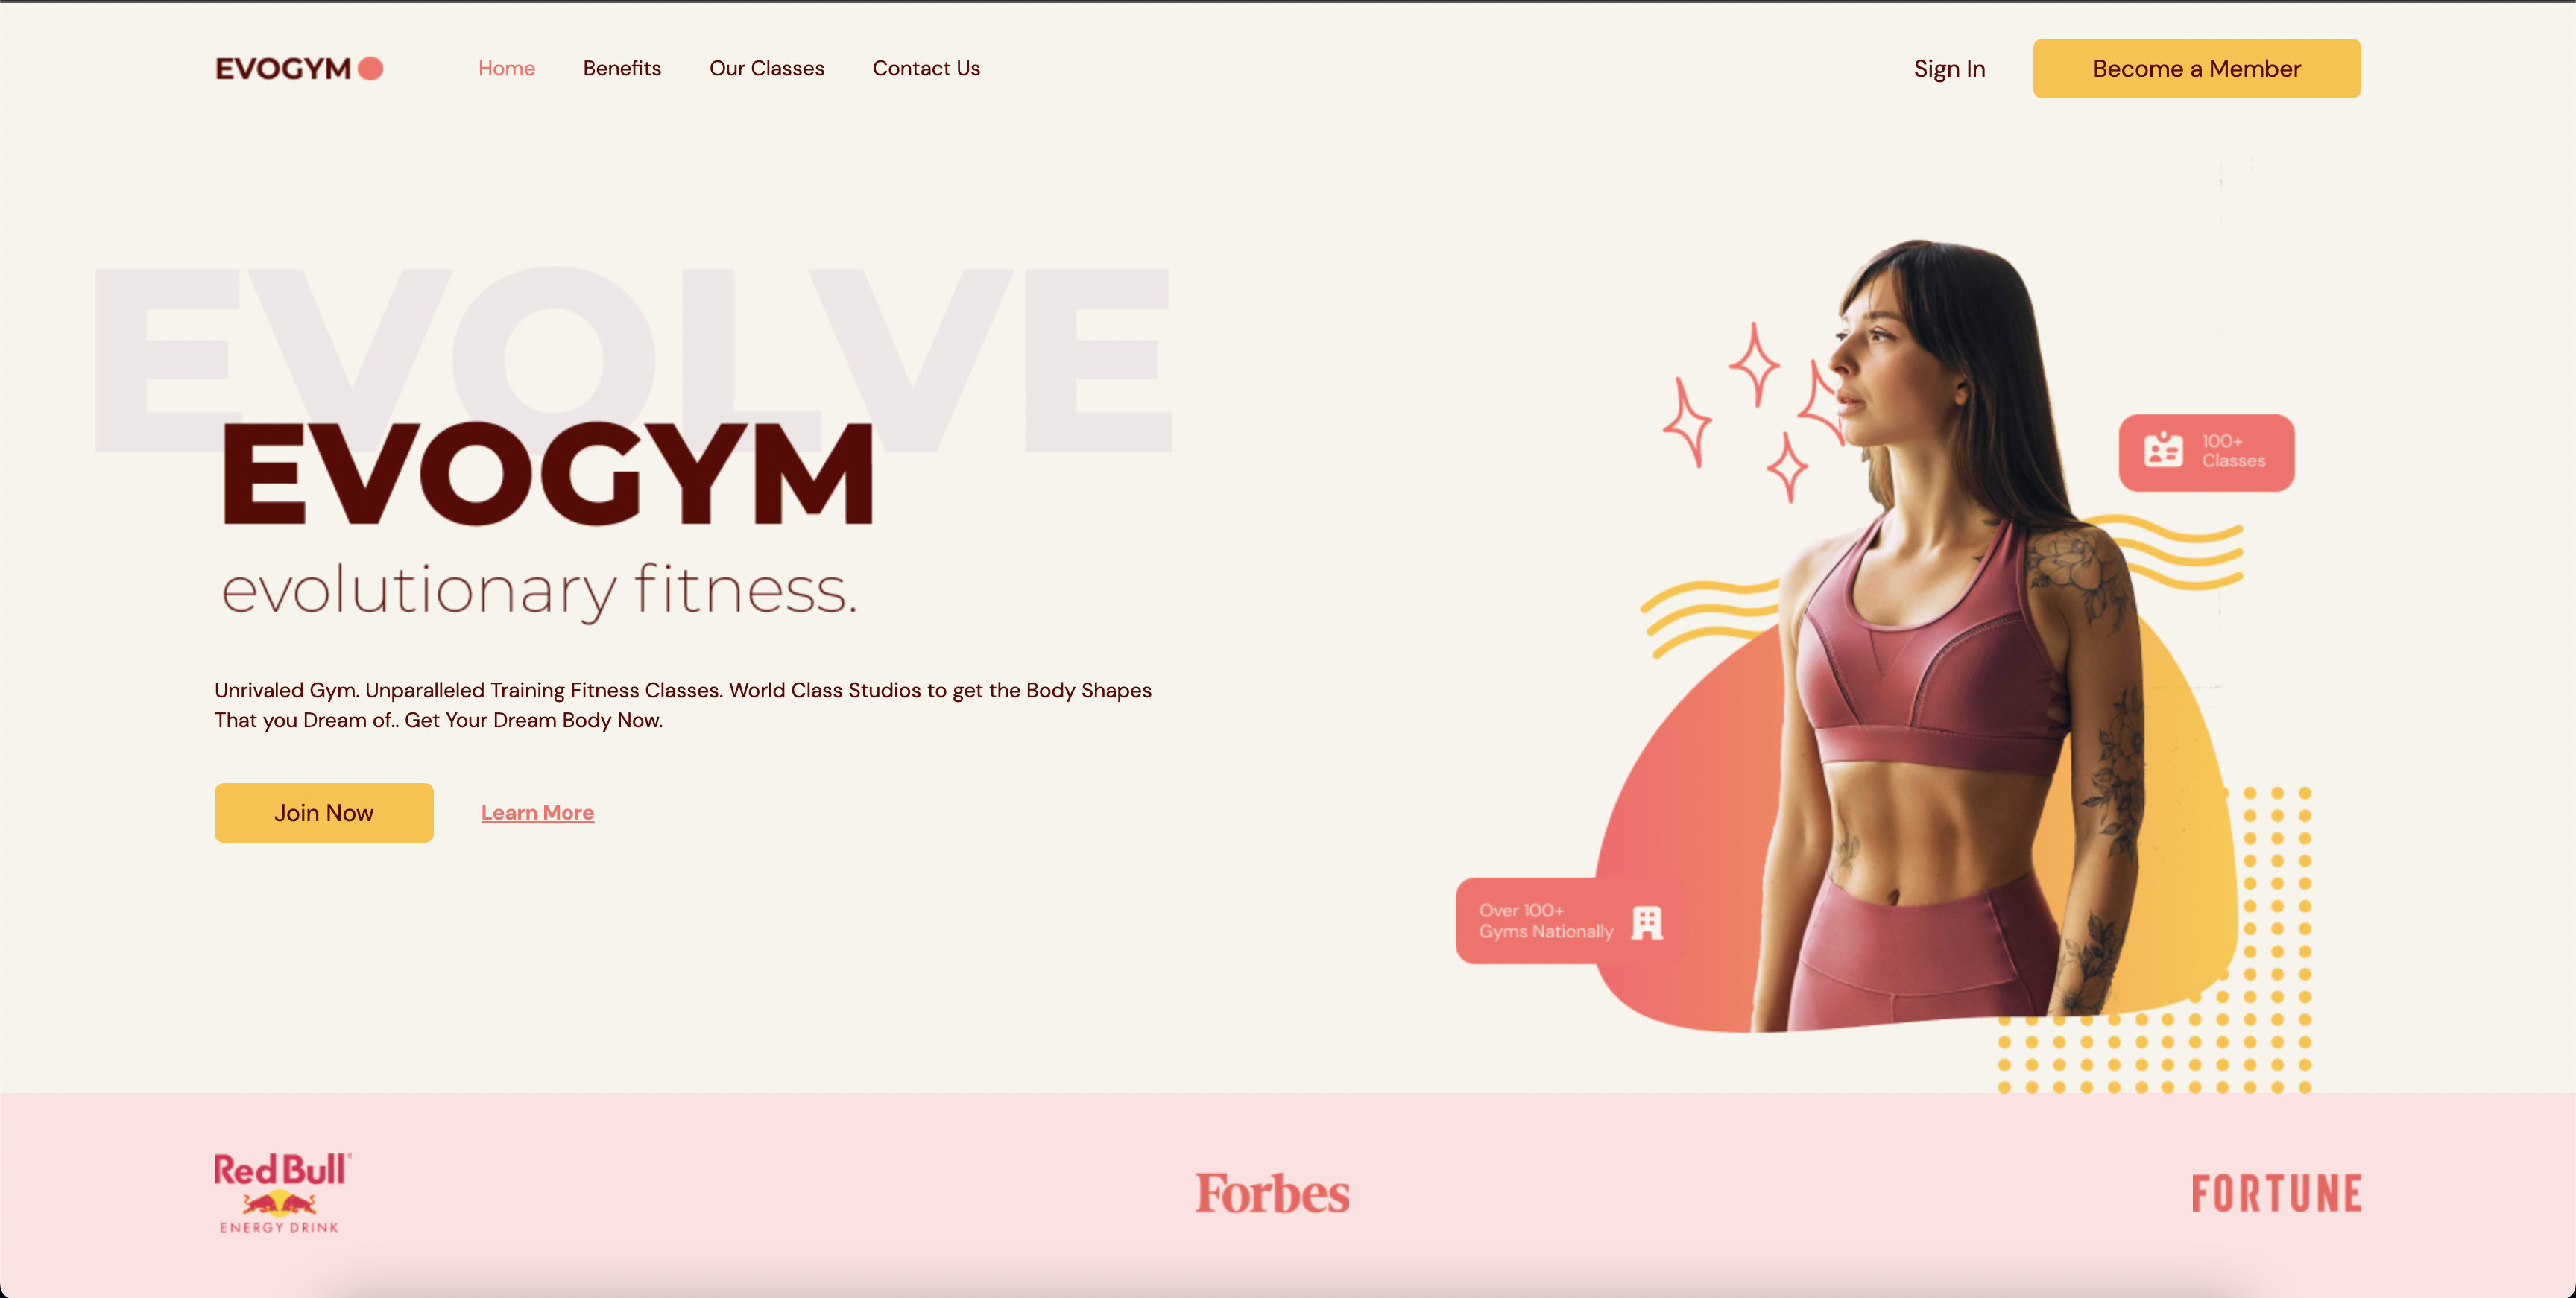 EVOGYM
Home
Benefits
Our Classes
Contact Us
Sign In
Become a Member
EVOLVE
EVOGYM
evolutionary fitness.
Unrivaled Gym. Unparalleled Training Fitness Classes. World Class Studios to get the Body Shapes
That you Dream of.. Get Your Dream Body Now.
Join Now
Learn More
100+
Classes
Over 100+
Gyms Nationally
Red Bull
ENERGY DRINK
Forbes
FORTUNE